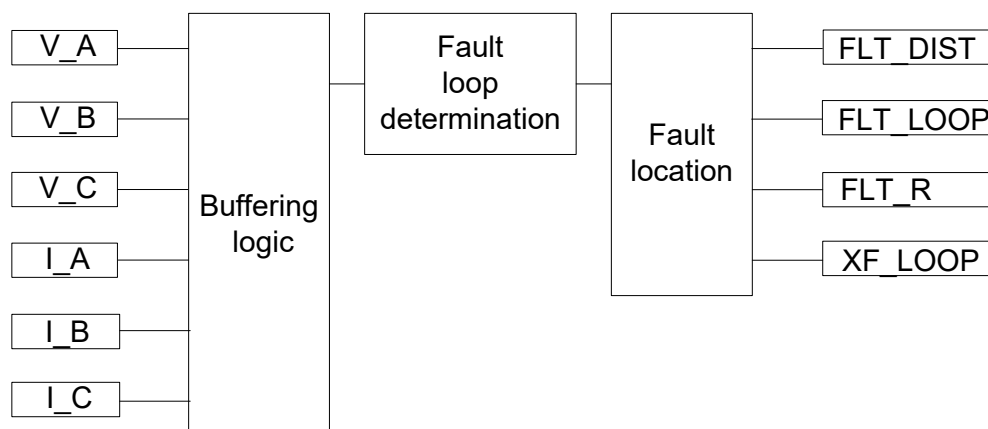 V_A
V_B
V_C
I_A
I_B
I_C
Buffering
logic
Fault
loop
determination
Fault
location
FLT_DIST
FLT_LOOP
FLT_R
XF_LOOP